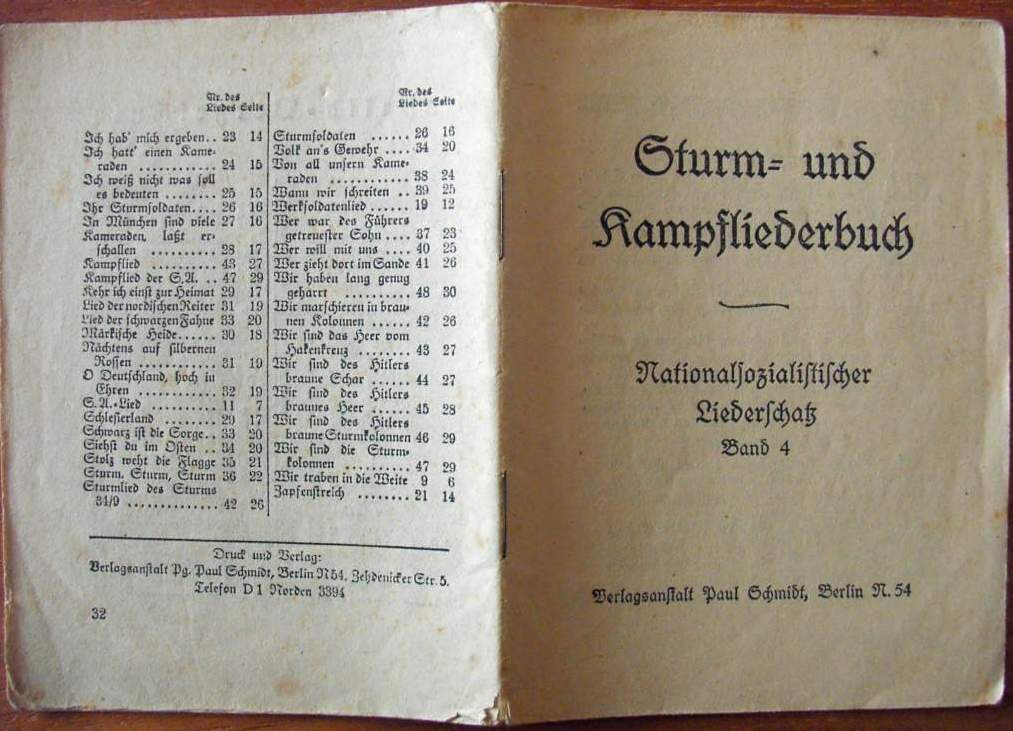 Nr. des
Liedes Seite
Ich hab' mich ergeben .. 23 14
Ich hatt' einen Kame-
raden ............ 24 15
Ich weiß nicht was soll
es bedeuten ........ 25 15
Ihr Sturmsoldaten.... 26 16
In München sind viele 27 16
Kameraden, laßt er-
schallen ........... 28 17
Kampflied .......... 43 27
Kampflied der S.A. .. 47 29
Kehr ich einst zur Heimat 29 17
Lied der nordischen Reiter 31 19
Lied der schwarzen Fahne 33 20
Märkische Heide...... 30 18
Nächtens auf silbernen
Rossen ............ 31 19
O Deutschland, hoch in
Ehren ............ 32 19
S.A.-Lied .......... 11 7
Schlesierland ........ 29 17
Schwarz ist die Sorge.. 33 20
Siehst du im Osten .. 34 20
Stolz weht die Flagge 35 21
Sturm, Sturm, Sturm 36 22
Sturmlied des Sturms
34/9 .............. 42 26
Nr. des
Liedes Seite
Sturmsoldaten ...... 26 16
Volk an's Gewehr .... 34 20
Von all unsern Kame-
raden ............ 38 24
Wann wir schreiten .. 39 25
Werksoldatenlied ..... 19 12
Wer war des Führers
getreuester Sohn .... 37 23
Wer will mit uns .... 40 25
Wer zieht dort im Sande 41 26
Wir haben lang genug
geharrt .......... 48 30
Wir marschieren in brau-
nen Kolonnen ...... 42 26
Wir sind das Heer vom
Hakenkreuz ........ 43 27
Wir sind des Hitlers
braune Schar ...... 44 27
Wir sind des Hitlers
braunes Heer ...... 45 28
Wir sind des Hitlers
braune Sturmkolonnen 46 29
Wir sind die Sturm-
kolonnen .......... 47 29
Wir traben in die Weite 9 6
Zapfenstreich ........ 21 14
Druck und Verlag:
Verlagsanstalt Pg. Paul Schmidt, Berlin N54, Zehdenicker Str. 5.
Telefon D 1 Norden 3394
32
Sturm- und
Kampfliederbuch
Nationalsozialistischer
Liederschatz
Band 4
Verlagsanstalt Paul Schmidt, Berlin N. 54